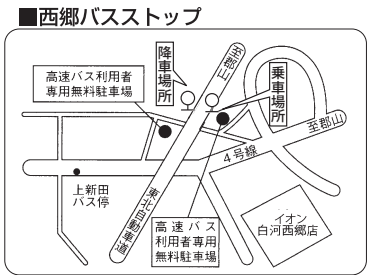 ■西郷バスストップ
至郡山
降車場所
乗車場所
高速バス利用者
専用無料駐車場
至郡山
4号線
上新田
バス停
東北自動車道
高速バス
利用者専用
無料駐車場
イオン
白河西郷店